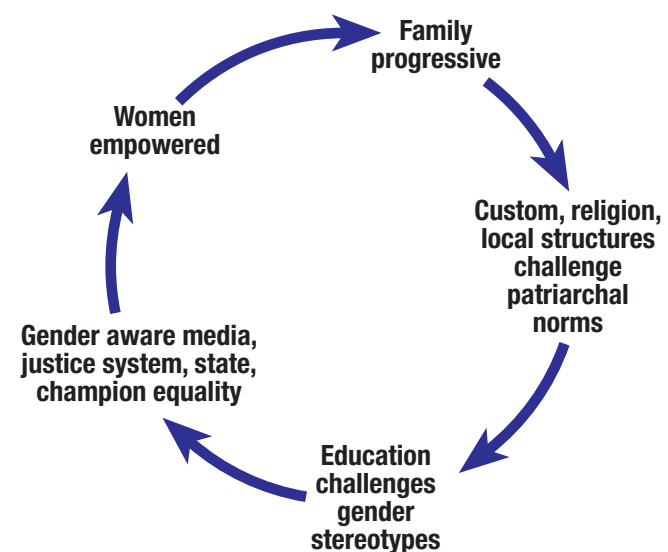 Family
progressive
Women
empowered
Custom, religion,
local structures
challenge
patriarchal
norms
Gender aware media,
justice system, state,
champion equality
Education
challenges
gender
stereotypes